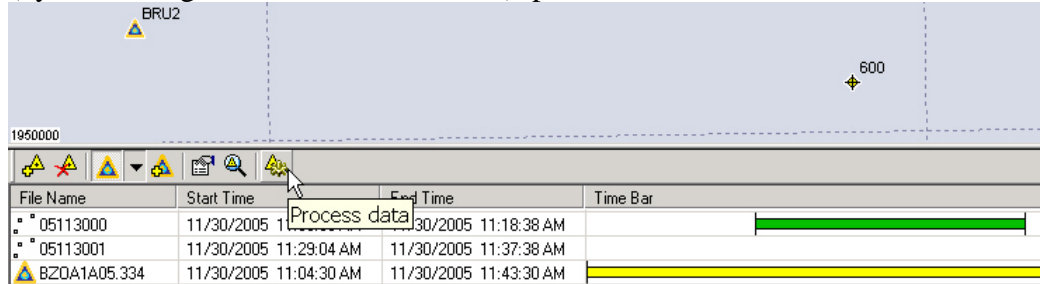 BRU2
600
1950000
File Name Start Time End Time Time Bar
Process data
05113000 11/30/2005 11/30/2005 11:18:38 AM
05113001 11/30/2005 11:29:04 AM 11/30/2005 11:37:38 AM
BZOA1A05.334 11/30/2005 11:04:30 AM 11/30/2005 11:43:30 AM